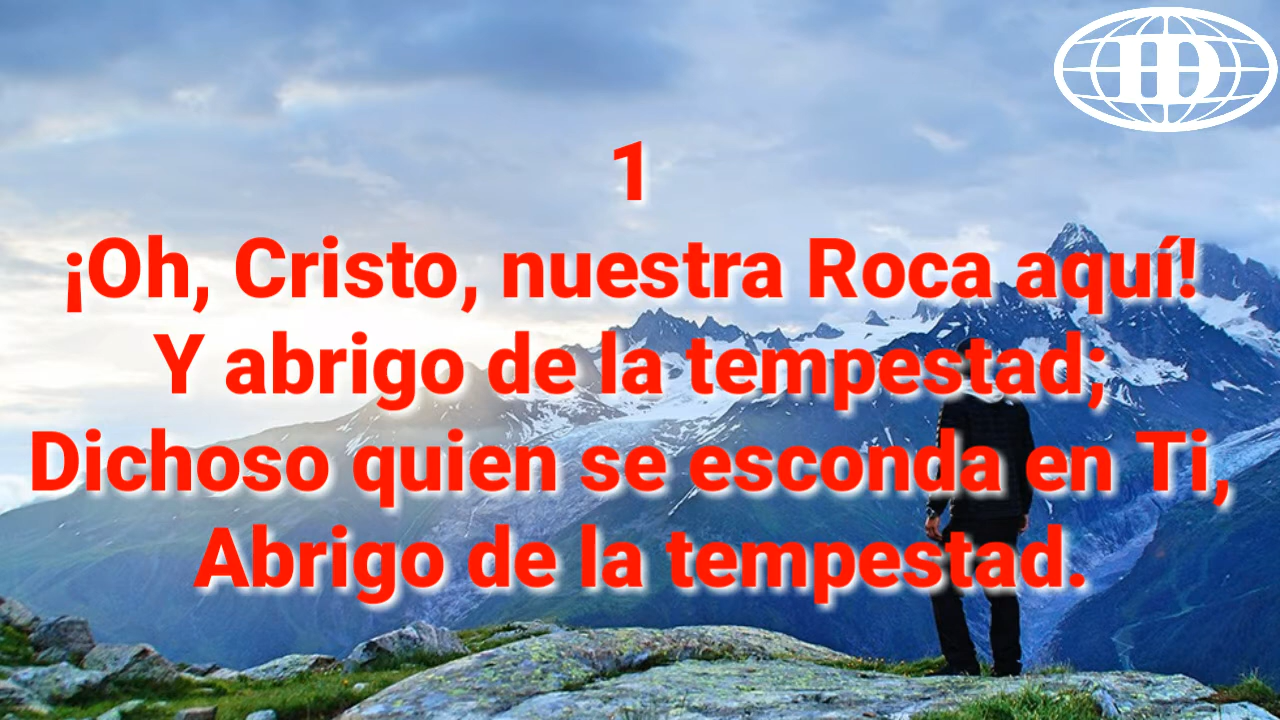 ID
1
¡Oh, Cristo, nuestra Roca aquí!
Y abrigo de la tempestad;
Dichoso quien se esconda en Ti,
Abrigo de la tempestad.